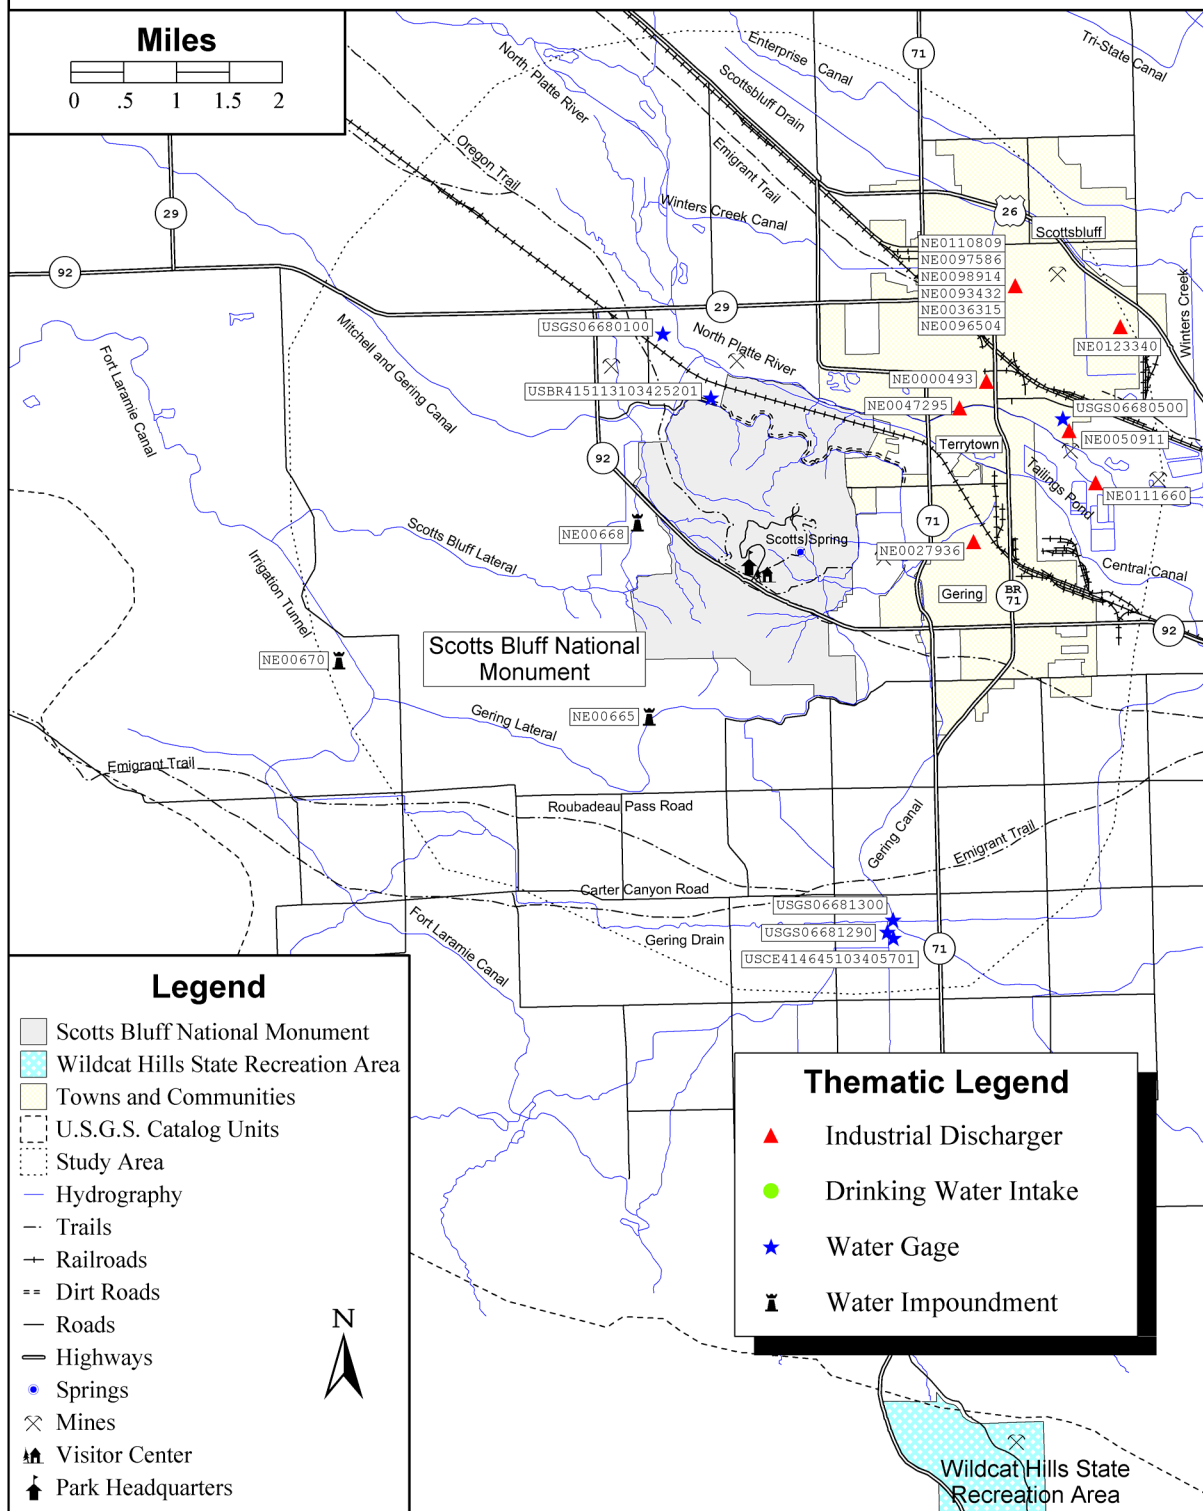 Miles
0 .5 1 1.5 2
71
Tri-State Canal
Enterprise Canal
Scottsbluff Drain
North Platte River
Oregon Trail
Emigrant Trail
Winters Creek Canal
29
26
Scottsbluff
92
NE0110809
NE0097586
NE0098914
NE0093432
NE0036315
NE0096504
Winters Creek
29
USGS06680100
North Platte River
NE0123340
Mitchell and Gering Canal
Fort Laramie Canal
NE0000493
USBR415113103425201
NE0047295
USGS06680500
NE0050911
Terrytown
92
Tailings Pond
NE0111660
71
Scotts Bluff Lateral
NE00668
Scotts Spring
NE0027936
Irrigation Tunnel
Central Canal
Gering
BR
71
92
Scotts Bluff National
Monument
NE00670
NE00665
Gering Lateral
Emigrant Trail
Roubadeau Pass Road
Gering Canal
Emigrant Trail
Carter Canyon Road
USGS06681300
Fort Laramie Canal
USGS06681290
Gering Drain
71
USCE414645103405701
Legend
Scotts Bluff National Monument
Wildcat Hills State Recreation Area
Towns and Communities
U.S.G.S. Catalog Units
Study Area
Hydrography
Trails
Railroads
Dirt Roads
Roads
Highways
Springs
Mines
Visitor Center
Park Headquarters
N
Thematic Legend
Industrial Discharger
Drinking Water Intake
Water Gage
Water Impoundment
Wildcat Hills State
Recreation Area